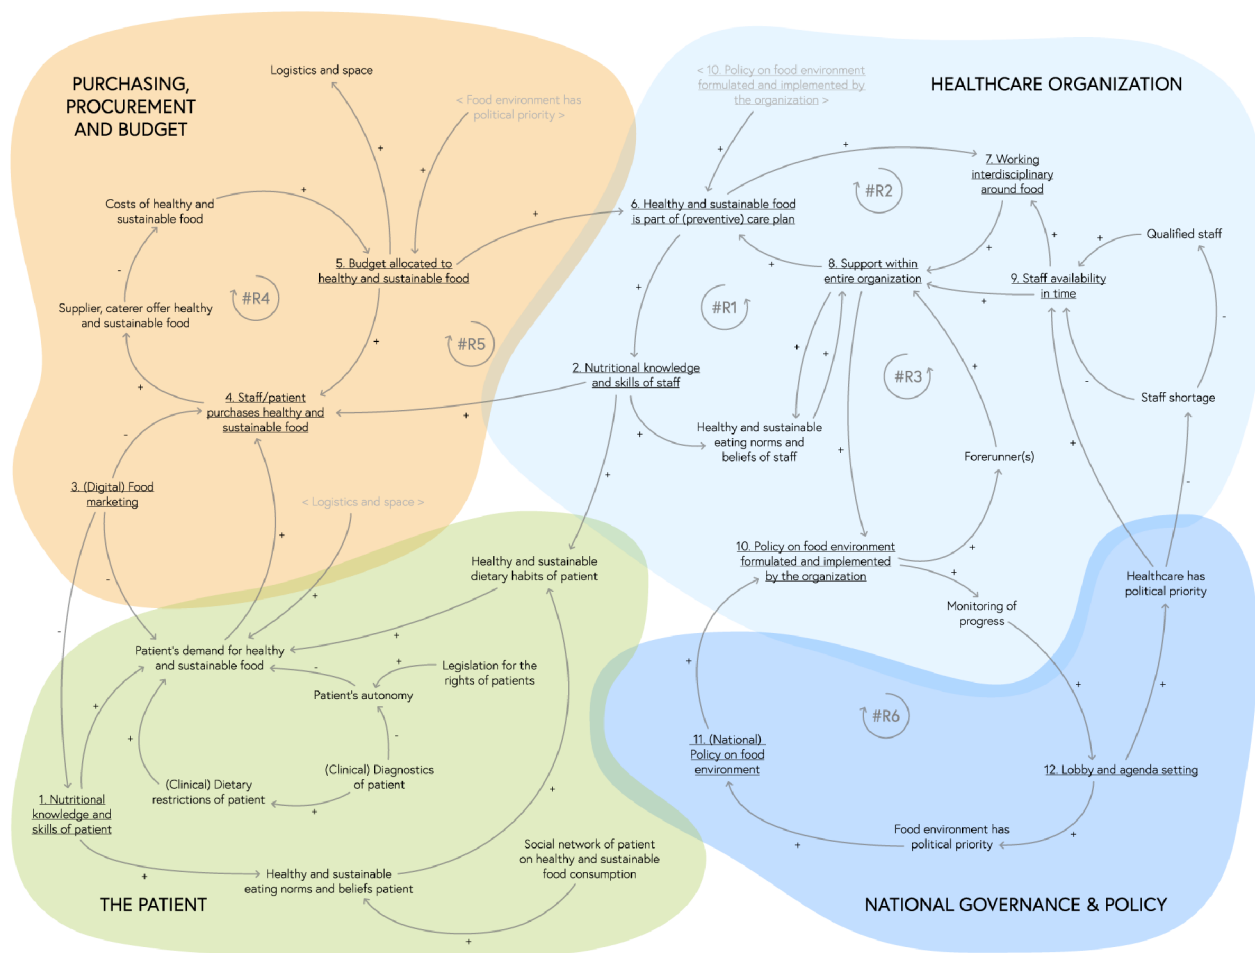 PURCHASING,
PROCUREMENT
AND BUDGET
Logistics and space
< Food environment has
political priority >
Costs of healthy and
sustainable food
5. Budget allocated to
healthy and sustainable food
#R4
Supplier, caterer offer healthy
and sustainable food
#R5
4. Staff/patient
purchases healthy and
sustainable food
3. (Digital) Food
marketing
< Logistics and space >
HEALTHCARE ORGANIZATION
< 10. Policy on food environment
formulated and implemented by
the organization >
7. Working
interdisciplinary
around food
#R2
6. Healthy and sustainable food
is part of (preventive) care plan
Qualified staff
8. Support within
entire organization
9. Staff availability
in time
#R1
2. Nutritional knowledge
and skills of staff
#R3
Staff shortage
Healthy and sustainable
eating norms and
beliefs of staff
Forerunner(s)
10. Policy on food environment
formulated and implemented
by the organization
Monitoring of
progress
Healthcare has
political priority
Healthy and sustainable
dietary habits of patient
Patient's demand for healthy
and sustainable food
Legislation for the
rights of patients
Patient's autonomy
(Clinical) Diagnostics
of patient
(Clinical) Dietary
restrictions of patient
1. Nutritional
knowledge and
skills of patient
Social network of patient
on healthy and sustainable
food consumption
Healthy and sustainable
eating norms and beliefs patient
THE PATIENT
#R6
11. (National)
Policy on food
environment
12. Lobby and agenda setting
Food environment has
political priority
NATIONAL GOVERNANCE & POLICY